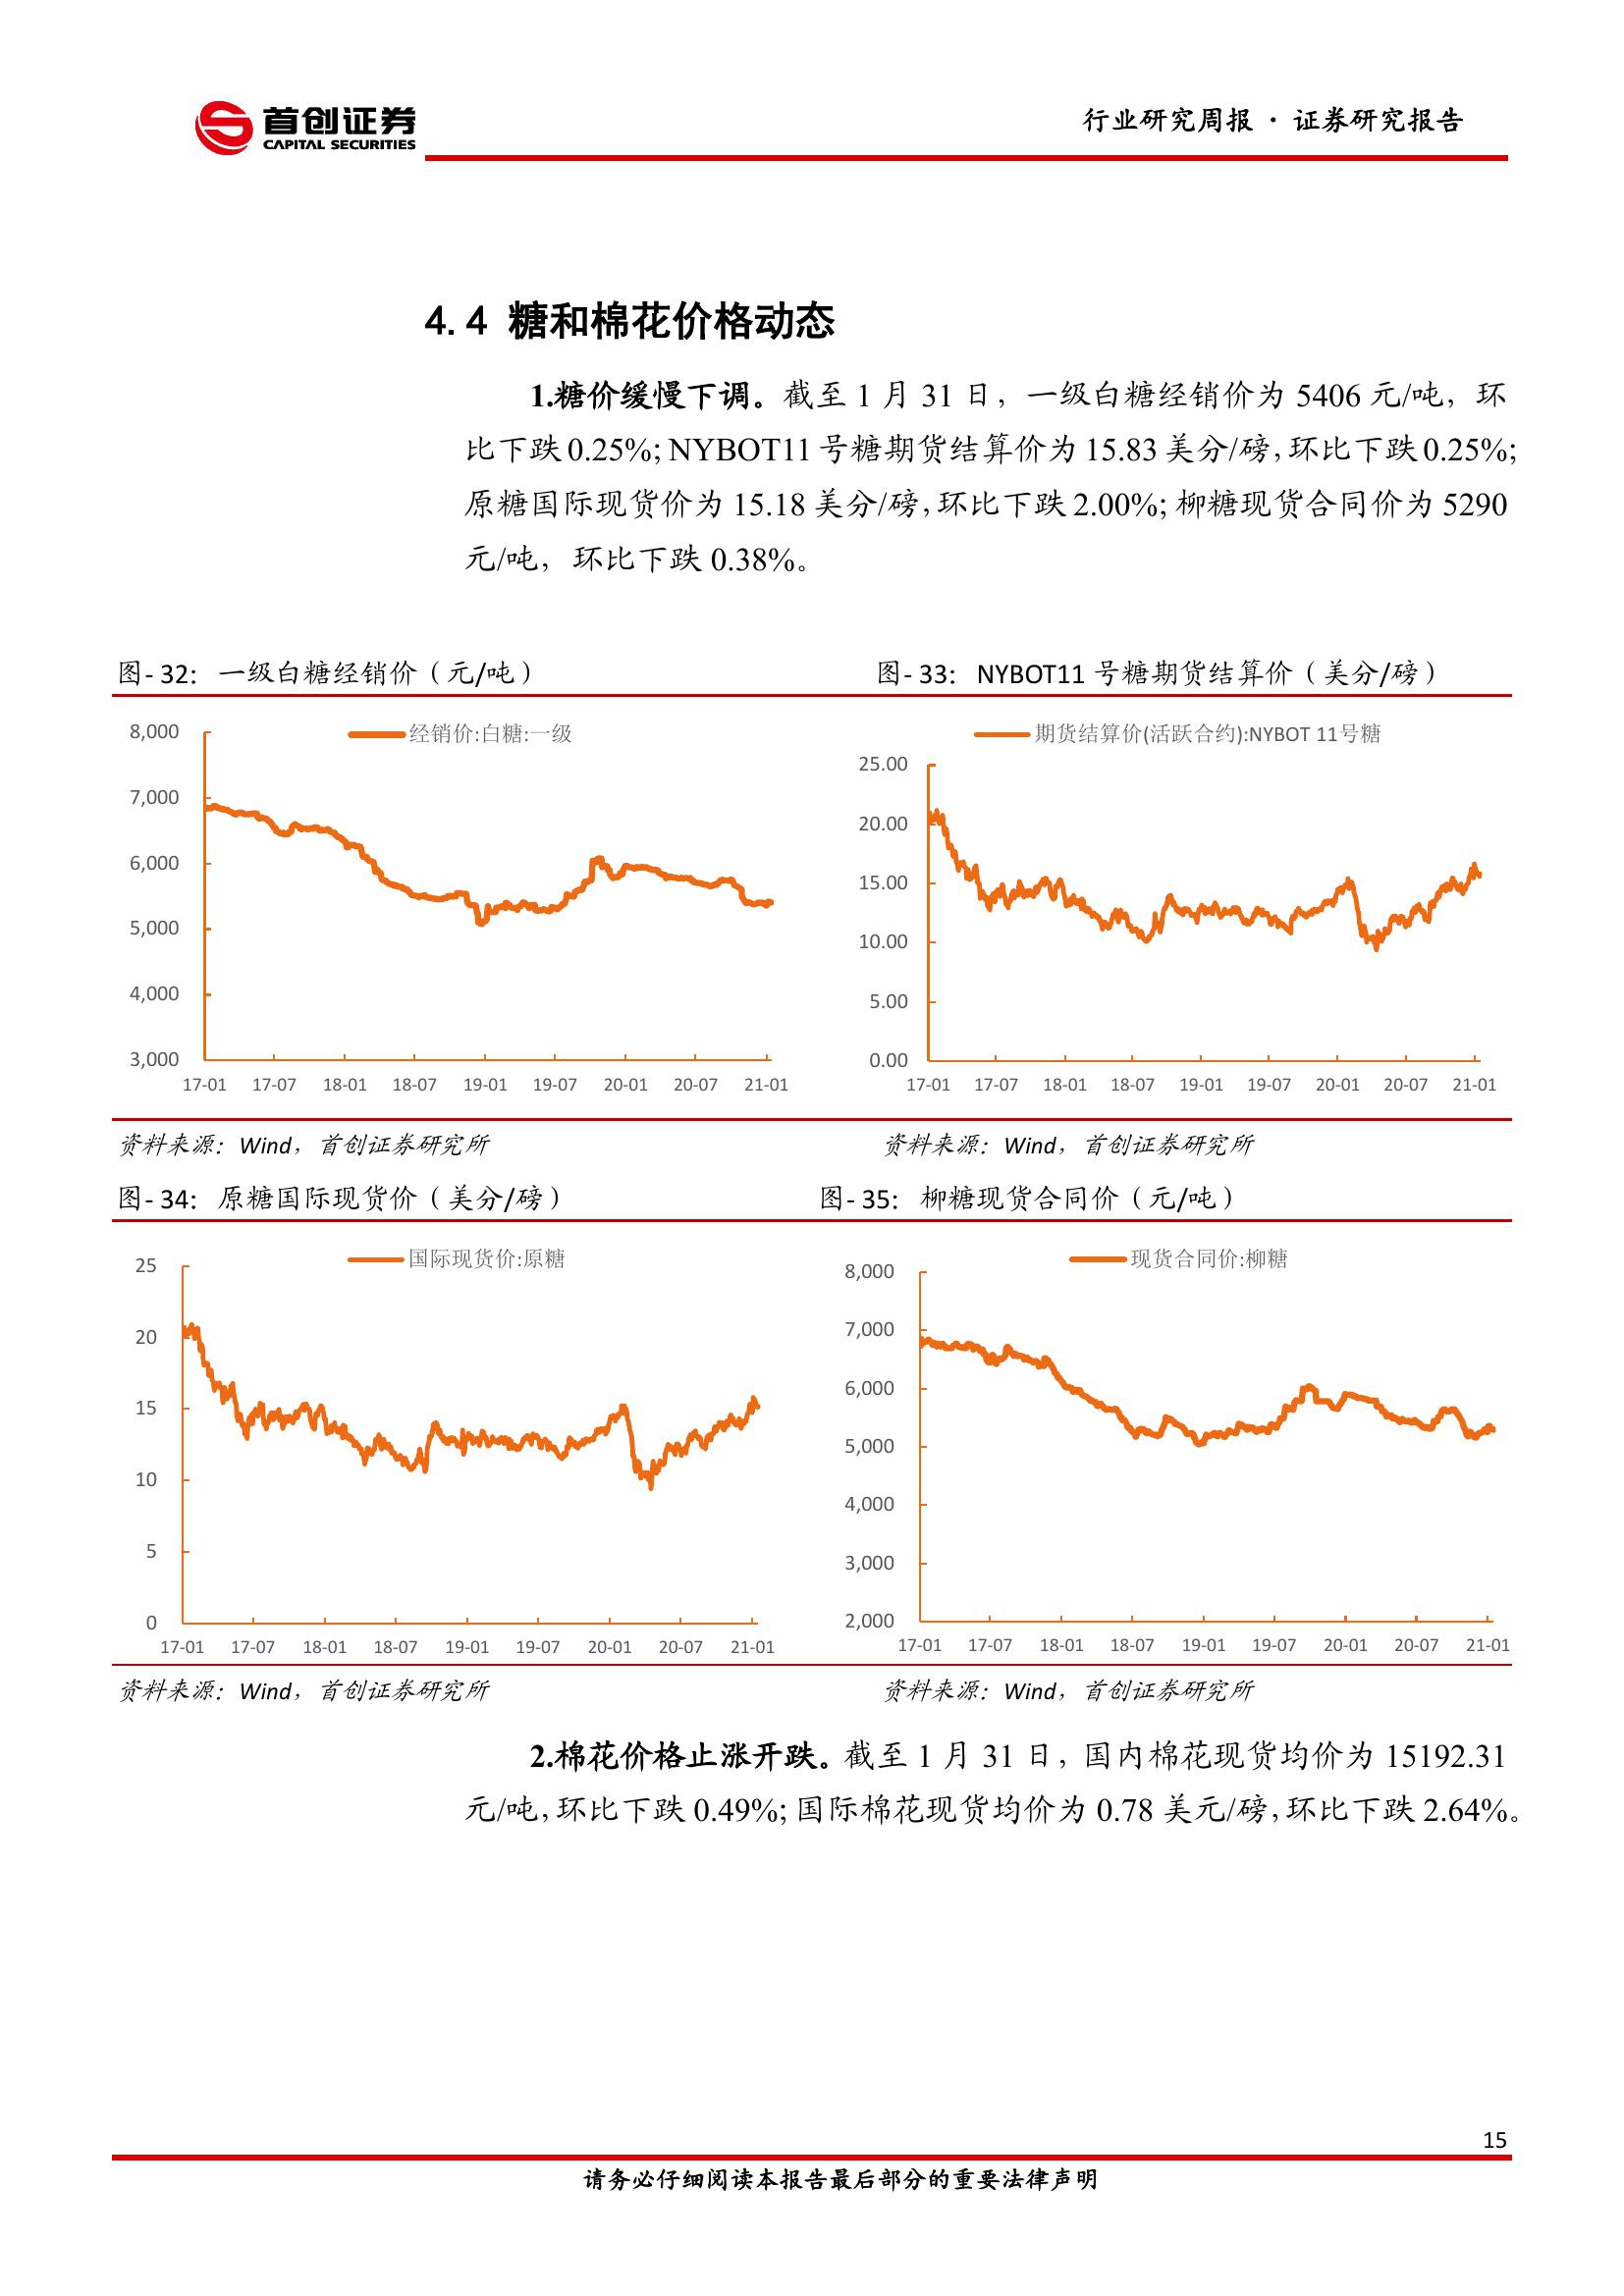 首创证券
CAPITAL SECURITIES
行业研究周报 · 证券研究报告
4.4 糖和棉花价格动态
1.糖价缓慢下调。截至 1 月 31 日，一级白糖经销价为 5406 元/吨，环
比下跌 0.25%; NYBOT11 号糖期货结算价为 15.83 美分/磅，环比下跌 0.25%;
原糖国际现货价为 15.18 美分/磅，环比下跌 2.00%; 柳糖现货合同价为 5290
元/吨，环比下跌 0.38%。
图- 32: 一级白糖经销价（元/吨）
图- 33: NYBOT11 号糖期货结算价（美分/磅）
经销价:白糖:一级
8,000
7,000
6,000
5,000
4,000
3,000
17-01 17-07 18-01 18-07 19-01 19-07 20-01 20-07 21-01
期货结算价(活跃合约):NYBOT 11号糖
25.00
20.00
15.00
10.00
5.00
0.00
17-01 17-07 18-01 18-07 19-01 19-07 20-01 20-07 21-01
资料来源：Wind，首创证券研究所
资料来源：Wind，首创证券研究所
图- 34: 原糖国际现货价（美分/磅）
图- 35: 柳糖现货合同价（元/吨）
国际现货价:原糖
25
20
15
10
5
0
17-01 17-07 18-01 18-07 19-01 19-07 20-01 20-07 21-01
现货合同价:柳糖
8,000
7,000
6,000
5,000
4,000
3,000
2,000
17-01 17-07 18-01 18-07 19-01 19-07 20-01 20-07 21-01
资料来源：Wind，首创证券研究所
资料来源：Wind，首创证券研究所
2.棉花价格止涨开跌。截至 1 月 31 日，国内棉花现货均价为 15192.31
元/吨，环比下跌 0.49%; 国际棉花现货均价为 0.78 美元/磅，环比下跌 2.64%。
15
请务必仔细阅读本报告最后部分的重要法律声明